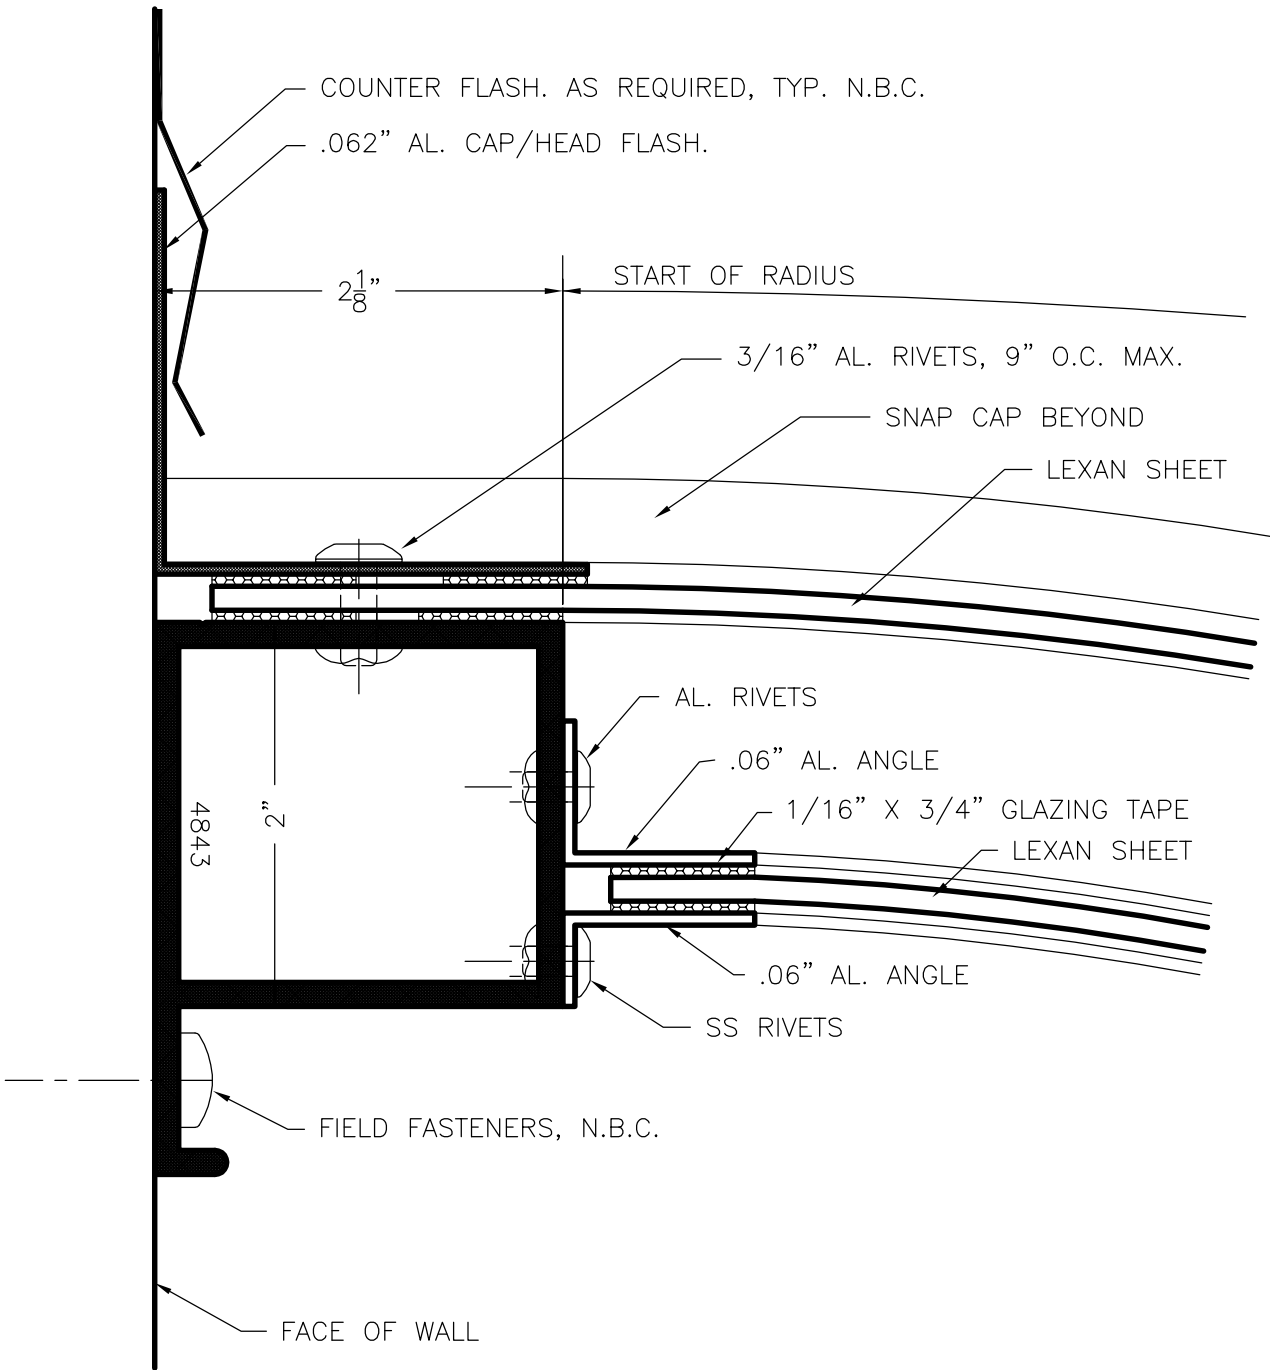 COUNTER FLASH. AS REQUIRED, TYP. N.B.C.
.062” AL. CAP/HEAD FLASH.
START OF RADIUS
2 1/8”
3/16” AL. RIVETS, 9” O.C. MAX.
SNAP CAP BEYOND
LEXAN SHEET
AL. RIVETS
.06” AL. ANGLE
1/16” X 3/4” GLAZING TAPE
LEXAN SHEET
4843
2”
.06” AL. ANGLE
SS RIVETS
FIELD FASTENERS, N.B.C.
FACE OF WALL